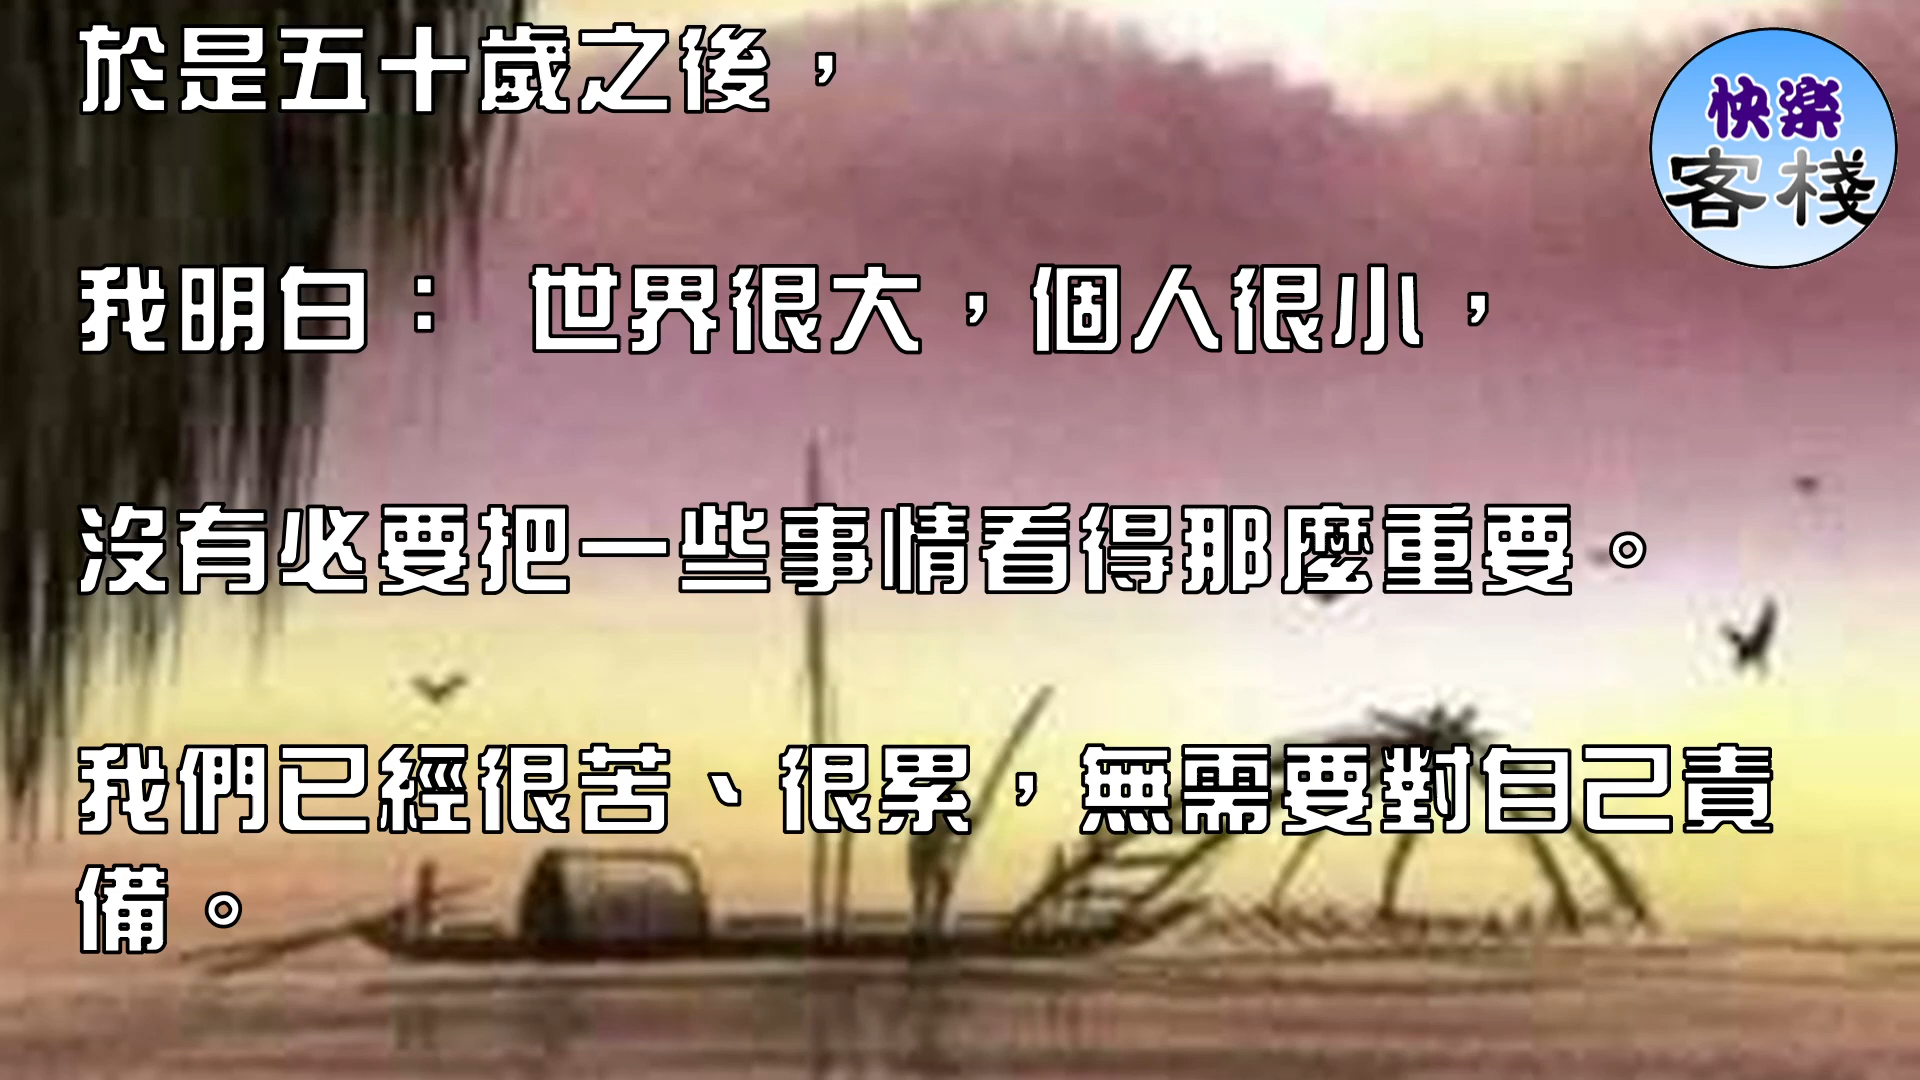 於是五十歲之後，
快楽
客栈
我明白： 世界很大，個人很小，
沒有必要把一些事情看得那麼重要。
我們已經很苦、很累，無需要對自己責
備。